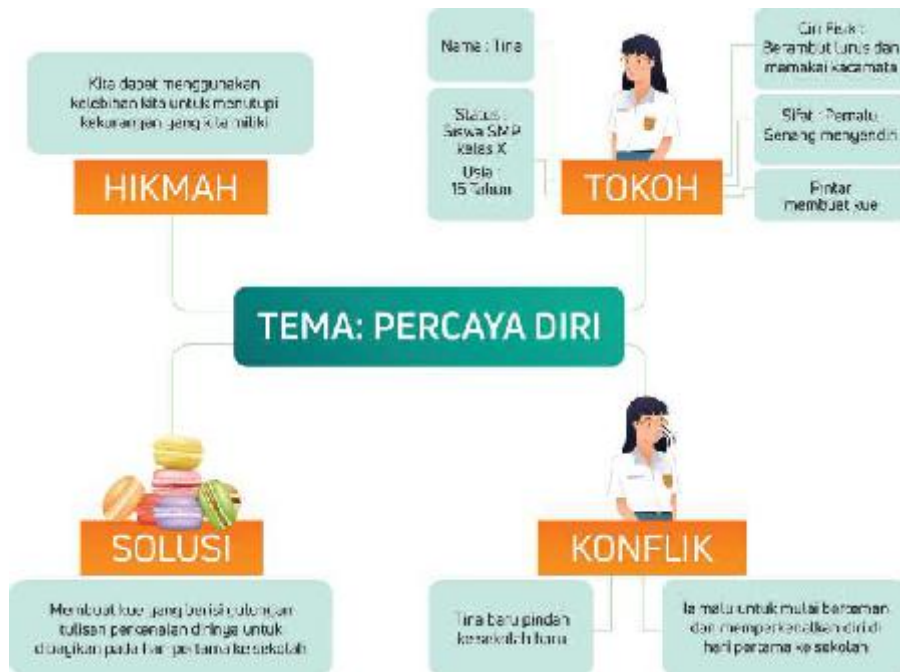 Kita dapat menggunakan
kelebihan kita untuk menutupi
kekurangan yang kita miliki
HIKMAH
Nama : Tina
Status :
Siswa SMP
kelas X
Usia :
15 Tahun
TOKOH
Ciri Fisik :
Berambut lurus dan
memakai kacamata
Sifat : Pemalu
Senang menyendiri
Pintar
membuat kue
TEMA: PERCAYA DIRI
SOLUSI
Membuat kue yang berisi gulungan
tulisan perkenalan dirinya untuk
dibagikan pada hari pertama ke sekolah
KONFLIK
Tina baru pindah
ke sekolah baru
Ia malu untuk mulai berteman
dan memperkenalkan diri di
hari pertama ke sekolah